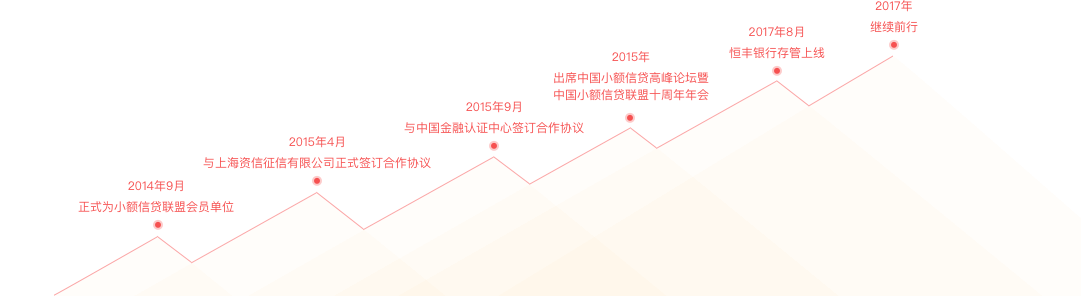 2014年9月
正式为小额信贷联盟会员单位
2015年4月
与上海资信征信有限公司正式签订合作协议
2015年9月
与中国金融认证中心签订合作协议
2015年
出席中国小额信贷高峰论坛暨
中国小额信贷联盟十周年年会
2017年8月
恒丰银行存管上线
2017年
继续前行